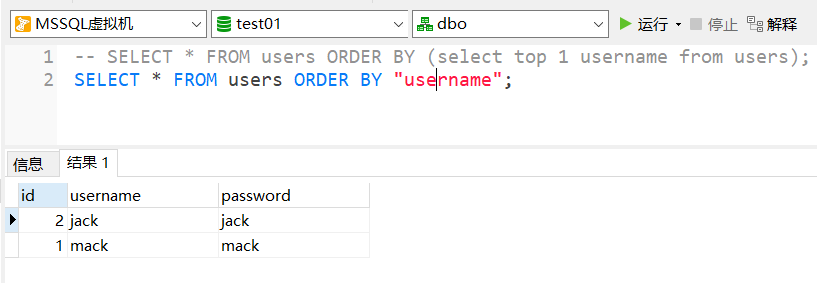 MSSQL虚拟机 test01 dbo 运行 停止 解释
1 -- SELECT * FROM users ORDER BY (select top 1 username from users);
2 SELECT * FROM users ORDER BY "username";
信息 结果 1
id username password
2 jack jack
1 mack mack